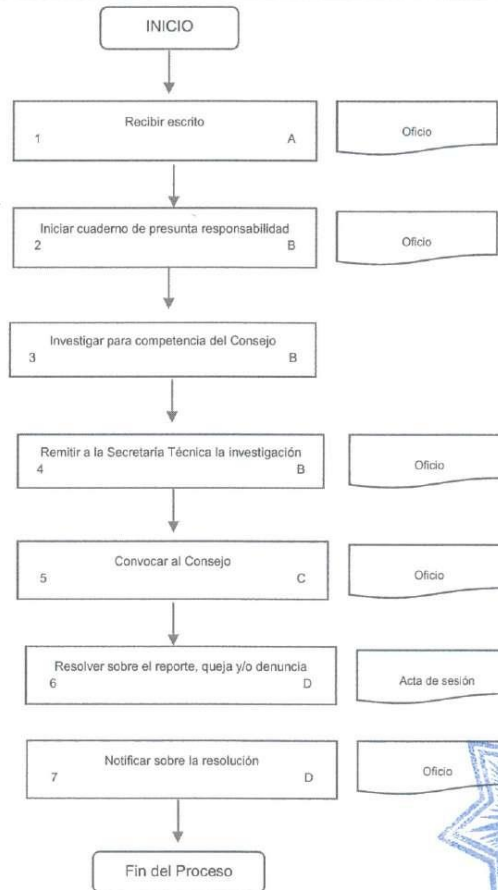 INICIO
Recibir escrito
1 A
Oficio
Iniciar cuaderno de presunta responsabilidad
2 B
Oficio
Investigar para competencia del Consejo
3 B
Remitir a la Secretaría Técnica la investigación
4 B
Oficio
Convocar al Consejo
5 C
Oficio
Resolver sobre el reporte, queja y/o denuncia
6 D
Acta de sesión
Notificar sobre la resolución
7 D
Oficio
Fin del Proceso